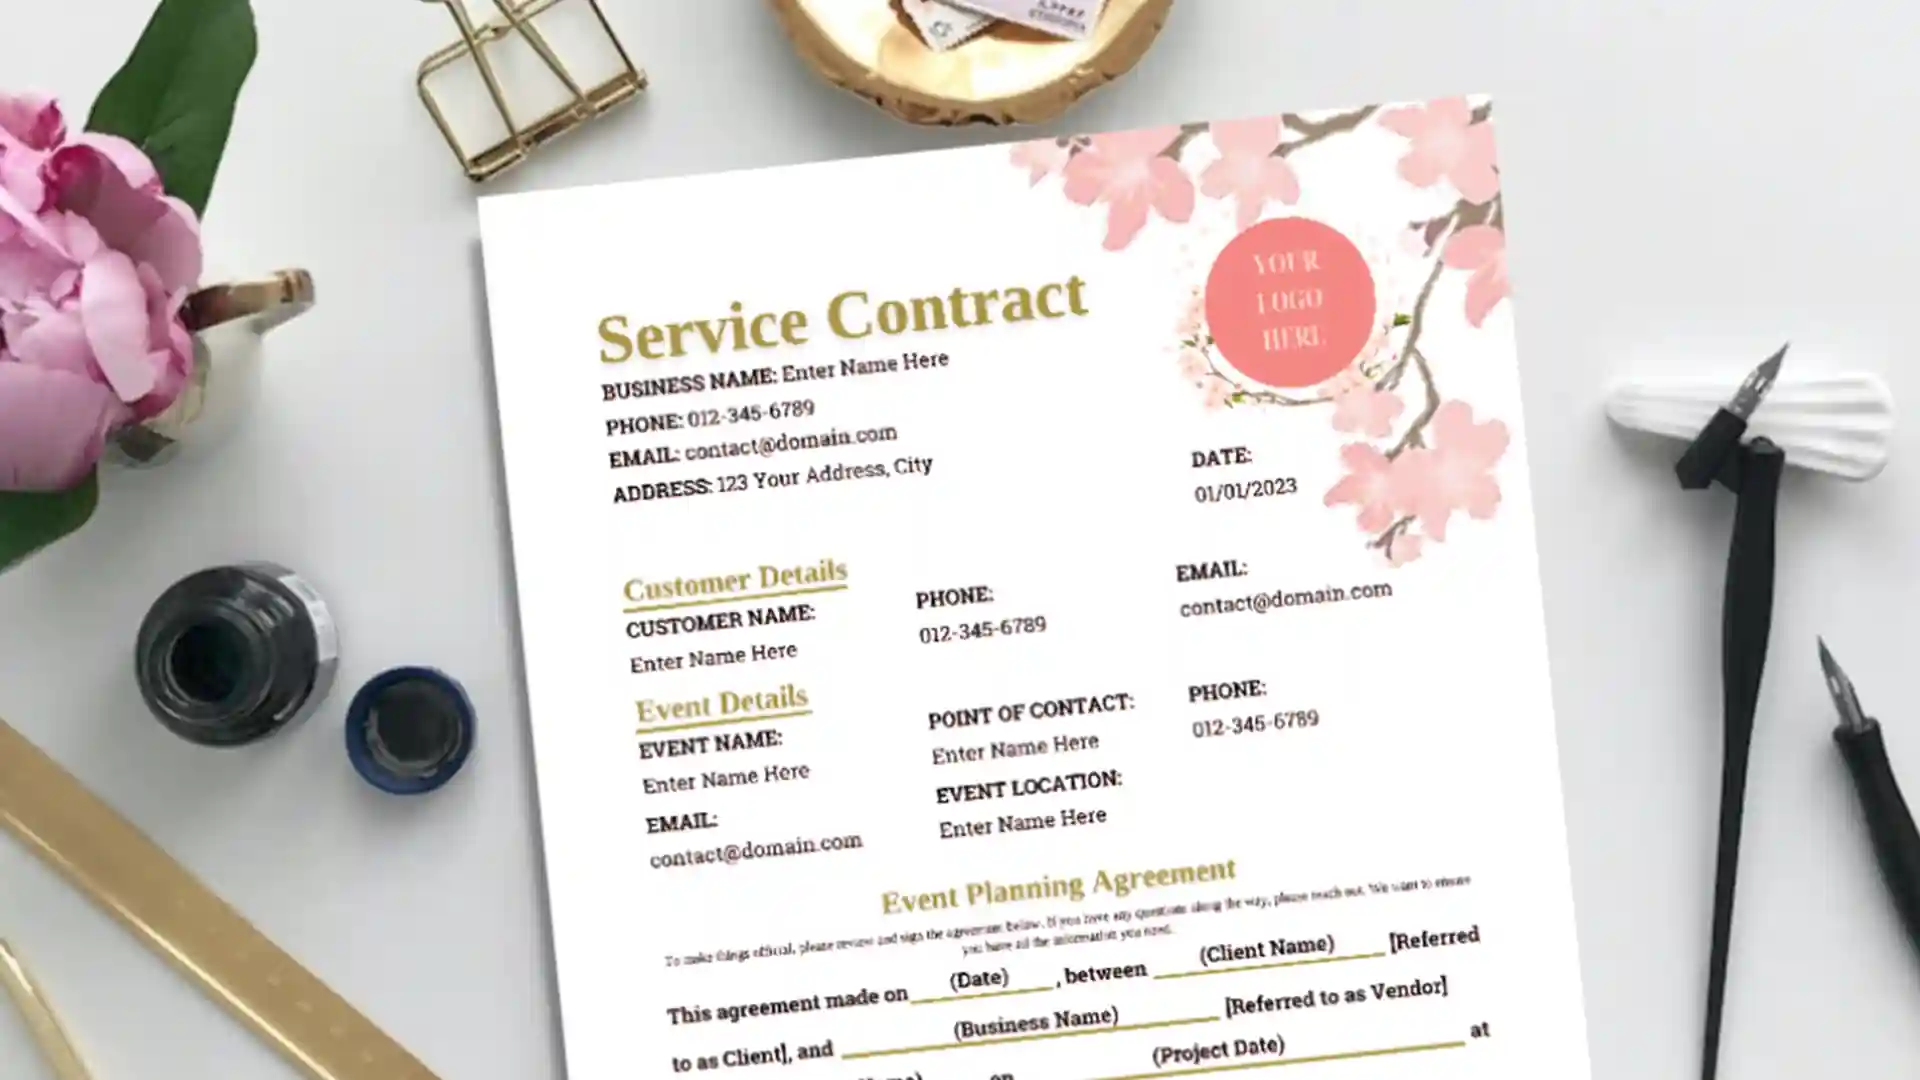 Service Contract
BUSINESS NAME: Enter Name Here
PHONE: 012-345-6789
EMAIL: contact@domain.com
ADDRESS: 123 Your Address, City
YOUR
LOGO
HERE
DATE:
01/01/2023
Customer Details
CUSTOMER NAME:
Enter Name Here
PHONE:
012-345-6789
EMAIL:
contact@domain.com
Event Details
EVENT NAME:
Enter Name Here
EMAIL:
contact@domain.com
POINT OF CONTACT:
Enter Name Here
EVENT LOCATION:
Enter Name Here
PHONE:
012-345-6789
Event Planning Agreement
To make things official, please review and sign the agreement below. If you have any questions along the way, please reach out. We want to ensure
you have all the information you need.
This agreement made on (Date) , between (Client Name) [Referred
to as Client], and (Business Name) [Referred to as Vendor]
on (Project Date) at